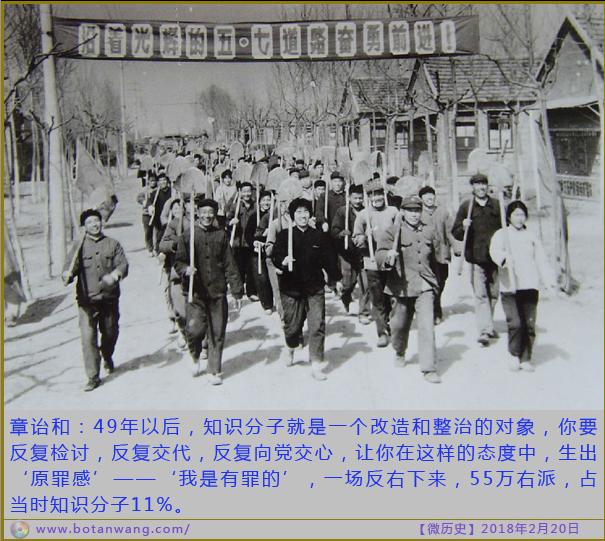 沿着光辉的五·七道路奋勇前进!
章诒和：49年以后，知识分子就是一个改造和整治的对象，你要
反复检讨，反复交代，反复向党交心，让你在这样的态度中，生出
‘原罪感’——‘我是有罪的’，一场反右下来，55万右派，占
当时知识分子11%。
www.botanwang.com/
【微历史】2018年2月20日